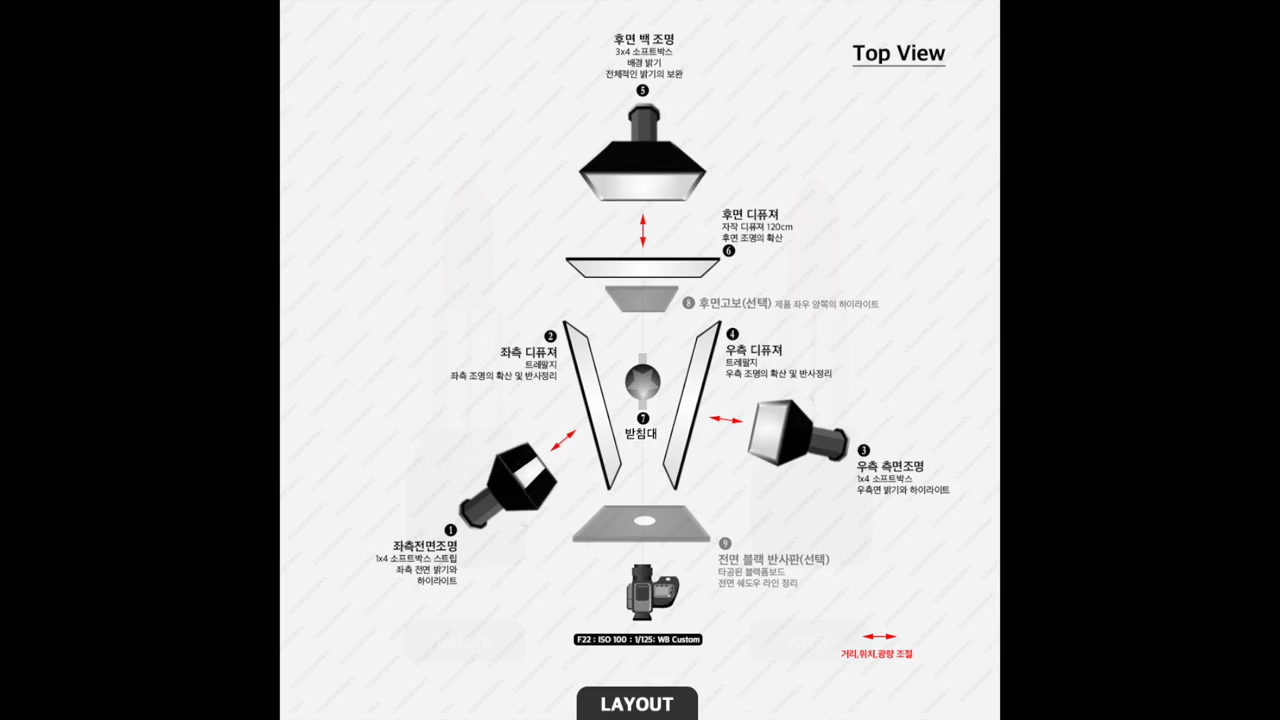 Top View
후면 백 조명
3x4 소프트박스
배경 밝기
전체적인 밝기의 보완
5
후면 디퓨져
자작 디퓨져 120cm
후면 조명의 확산
6
8 후면고보(선택) 제품 좌우 양쪽의 하이라이트
2
좌측 디퓨져
트레팔지
좌측 조명의 확산 및 반사정리
4
우측 디퓨져
트레팔지
우측 조명의 확산 및 반사정리
7
받침대
3
우측 측면조명
1x4 소프트박스
우측면 밝기와 하이라이트
1
좌측전면조명
1x4 소프트박스 스트립
좌측 전면 밝기와
하이라이트
9
전면 블랙 반사판(선택)
타공된 블랙폼보드
전면 쉐도우 라인 정리
F22 : ISO 100 : 1/125: WB Custom
거리,위치,광량 조절
LAYOUT